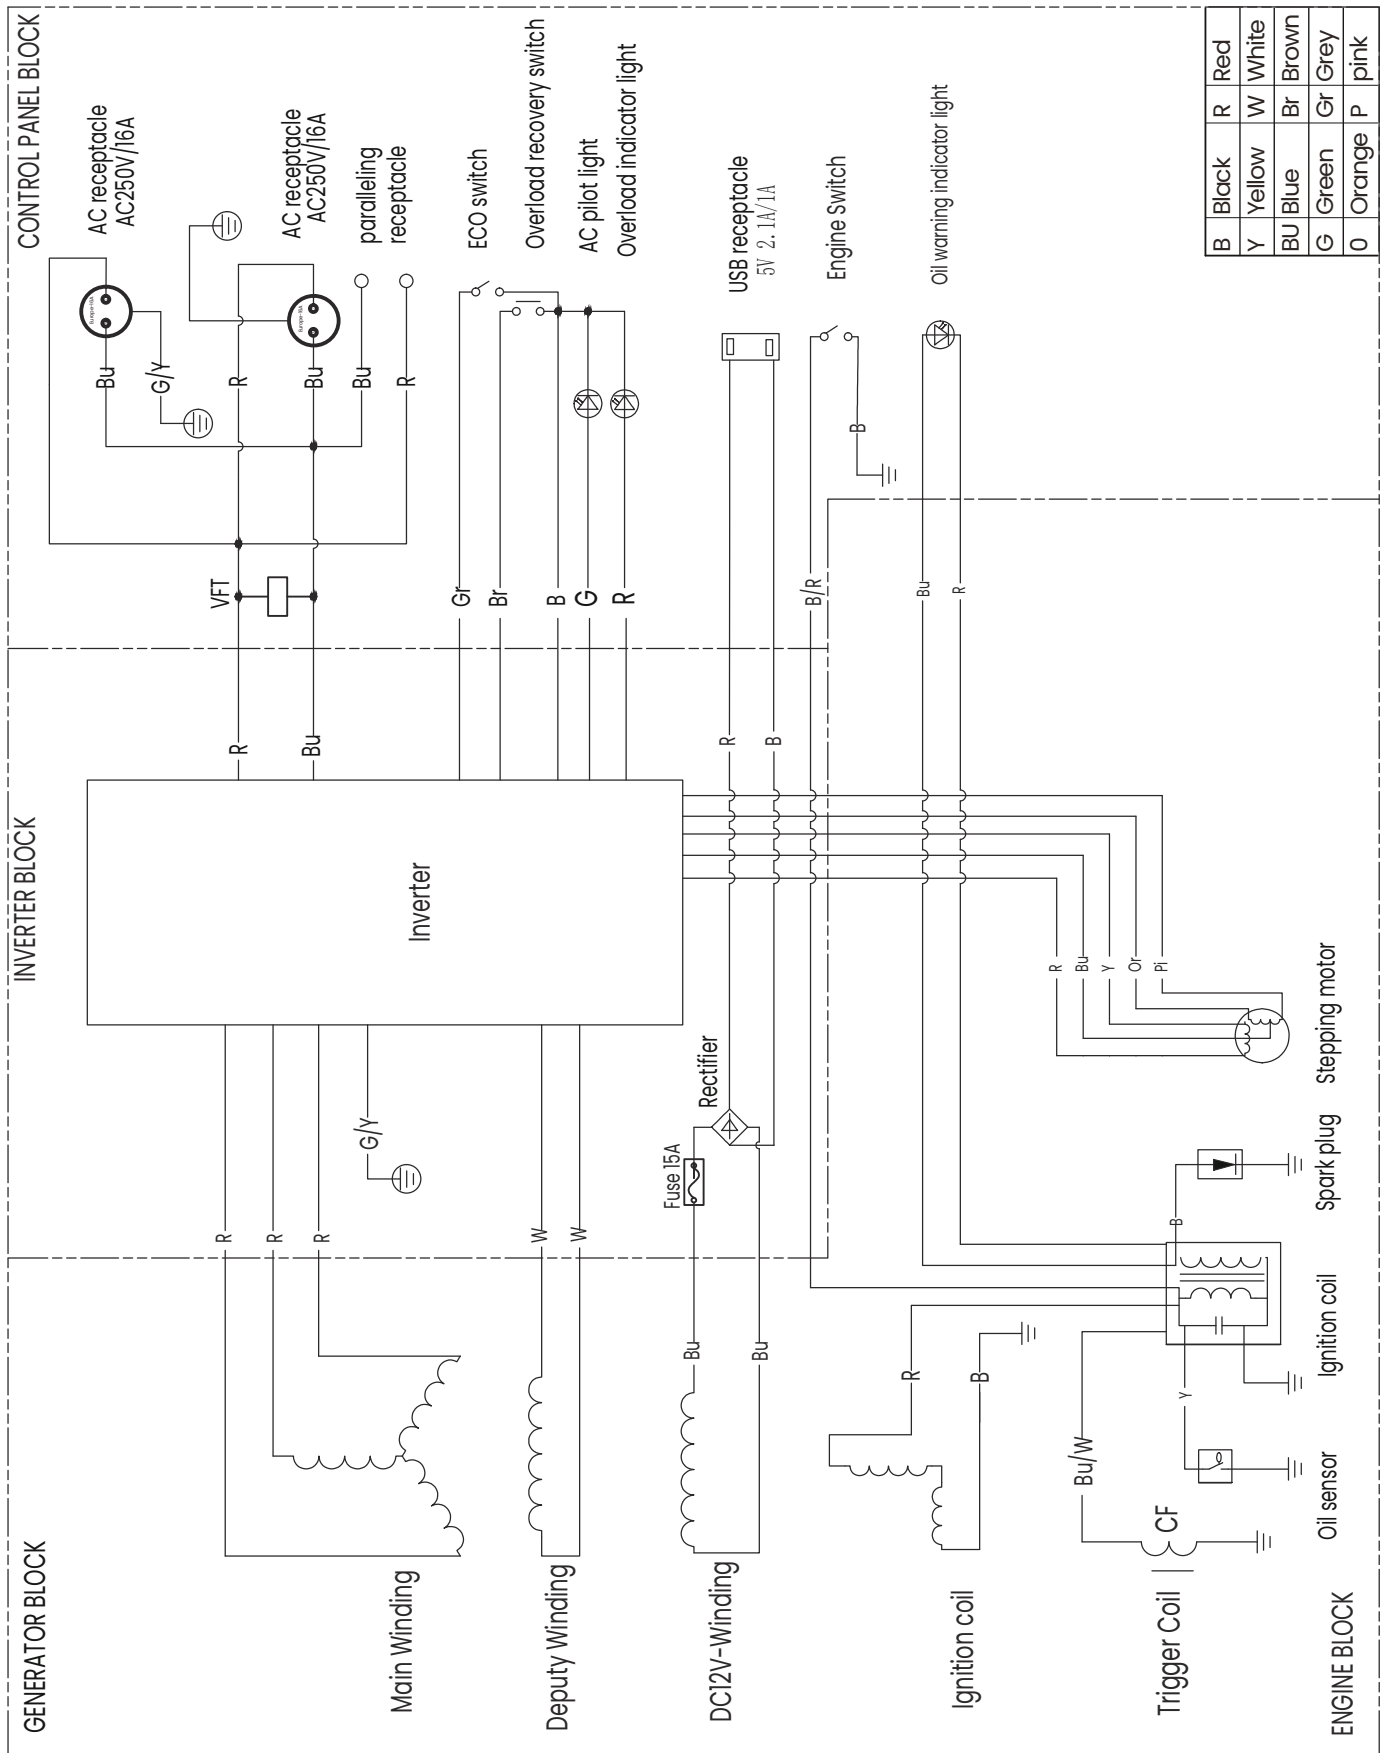 GENERATOR BLOCK
INVERTER BLOCK
CONTROL PANEL BLOCK
AC receptacle
AC250V/16A
Europe-16A
Bu
G/Y
AC receptacle
AC250V/16A
Europe-16A
R
Bu
paralleling
receptacle
Bu
R
VFT
R
Bu
ECO switch
Gr
Overload recovery switch
Br
B
AC pilot light
G
Overload indicator light
R
Inverter
R
R
R
G/Y
Main Winding
W
W
Deputy Winding
Fuse 15A
Rectifier
R
B
USB receptacle
5V 2.1A/1A
Bu
Bu
DC12V-Winding
B/R
Engine Switch
B
Oil warning indicator light
Bu
R
R
Bu
Y
Or
Pi
R
B
Ignition coil
Bu/W
CF
Trigger Coil
Y
B
Oil sensor
Ignition coil
Spark plug
Stepping motor
ENGINE BLOCK
B Black R Red
Y Yellow W White
BU Blue Br Brown
G Green Gr Grey
O Orange P pink